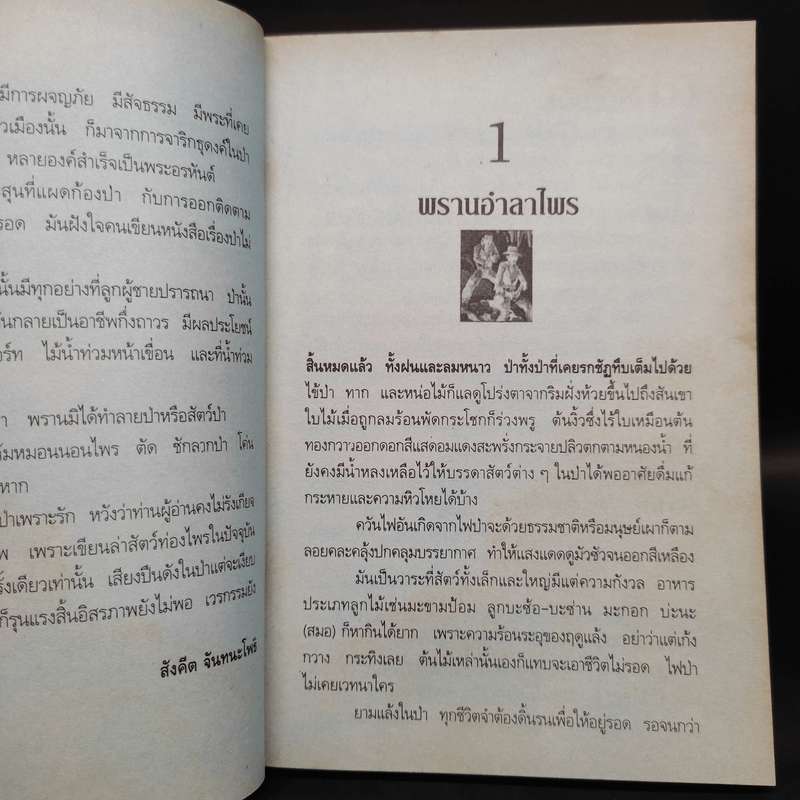 มีการผจญภัย มีสัจธรรม มีพระที่เคย
วเมืองนั้น ก็มาจากการจาริกธุดงค์ในป่า
หลายองค์สำเร็จเป็นพระอรหันต์
สุนที่แผดก้องป่า กับการออกติดตาม
รอด มันฝังใจคนเขียนหนังสือเรื่องป่าไม่
นั้นมีทุกอย่างที่ลูกผู้ชายปรารถนา ป่านั้น
ันกลายเป็นอาชีพกึ่งถาวร มีผลประโยชน์
อร์ท ไม้น้ำท่วมหน้าเขื่อน และที่น้ำท่วม
า พรานมิได้ทำลายป่าหรือสัตว์ป่า
้มหมอนนอนไพร ตัด ชักลากป่า โค่น
หาก
ป่าเพราะรัก หวังว่าท่านผู้อ่านคงไม่รังเกียจ
พ เพราะเขียนล่าสัตว์ท่องไพรในปัจจุบัน
รั้งเดียวเท่านั้น เสียงปืนดังในป่าแต่จะเงียบ
ก็รุนแรงสิ้นอิสรภาพยังไม่พอ เวรกรรมยัง
สังคีต จันทนะโพธิ
1
พรานอำลาไพร
สิ้นหมดแล้ว ทั้งฝนและลมหนาว ป่าทั้งป่าที่เคยรกชัฏทึบเต็มไปด้วย
ไข้ป่า ทาก และหน่อไม้ก็แลดูโปร่งตาจากริมฝั่งห้วยขึ้นไปถึงสันเขา
ใบไม้เมื่อถูกลมร้อนพัดกระโชกก็ร่วงพรู ต้นงิ้วซึ่งไร้ใบเหมือนต้น
ทองกวาวออกดอกสีแสดอมแดงสะพรั่งกระจายปลิวตกตามหนองน้ำ ที่
ยังคงมีน้ำหลงเหลือไว้ให้บรรดาสัตว์ต่าง ๆ ในป่าได้พออาศัยดื่มแก้
กระหายและความหิวโหยได้บ้าง
ควันไฟอันเกิดจากไฟป่าจะด้วยธรรมชาติหรือมนุษย์เผาก็ตาม
ลอยคละคลุ้งปกคลุมบรรยากาศ ทำให้แสงแดดดูมัวซัวจนออกสีเหลือง
มันเป็นวาระที่สัตว์ทั้งเล็กและใหญ่มีแต่ความกังวล อาหาร
ประเภทลูกไม้เช่นมะขามป้อม ลูกบะซ้อ-บะซ่าน มะกอก บ่ะนะ
(สมอ) ก็หากินได้ยาก เพราะความร้อนระอุของฤดูแล้ง อย่าว่าแต่เก้ง
กวาง กระทิงเลย ต้นไม้เหล่านั้นเองก็แทบจะเอาชีวิตไม่รอด ไฟป่า
ไม่เคยเวทนาใคร
ยามแล้งในป่า ทุกชีวิตจำต้องดิ้นรนเพื่อให้อยู่รอด รอจนกว่า